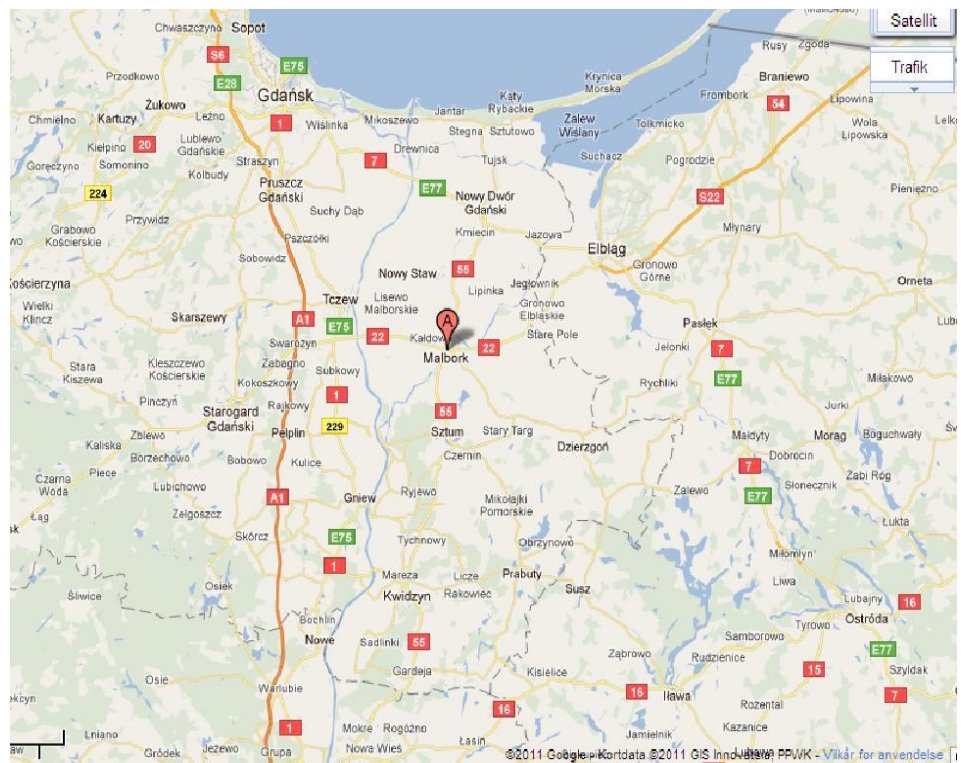 Chwaszczyno
Sopot
(Młynary)
Satellit
S6
E75
Rusy
Zgoda
Trafik
Przodkowo
E28
Gdańsk
Krynica
Morska
Braniewo
Żukowo
Leźno
Kąty
Rybackie
Frombork
54
Lipowina
Chmielno
Kartuzy
1
Wiślinka
Mikoszewo
Jantar
Stegna
Sztutowo
Zalew
Wiślany
Tolkmicko
Wola
Lipowska
Kiełpino
20
Lublewo
Gdańskie
Drewnica
Goręczyno
Somonino
Straszyn
7
Tujsk
Suchacz
Pogrodzie
Kolbudy
Pruszcz
Gdański
E77
Nowy Dwór
Gdański
S22
Pieniężno
224
Suchy Dąb
Przywidz
Grabowo
Kościerskie
Pszczółki
Kmiecin
Jazowa
Młynary
Elbląg
Sobowidz
Nowy Staw
55
Gronowo
Górne
Kościerzyna
Lipinka
Jegłownik
Orneta
Wielki
Klincz
Skarszewy
Tczew
Lisewo
Malborskie
Gronowo
Elbląskie
A1
E75
22
Kałdowo
A
Stare Pole
Pasłęk
Swarożyn
Malbork
22
Jelonki
7
Stara
Kiszewa
Kleszczewo
Kościerskie
Zabagno
Subkowy
E77
Miłakowo
Kokoszkowy
Rychliki
Pinczyn
1
Rajkowy
Starogard
Gdański
55
Jurki
Zblewo
Pelplin
229
Sztum
Stary Targ
Małdyty
Morąg
Boguchwały
Kaliska
Borzechowo
Bobowo
Kulice
Czernin
Dzierzgoń
Dobrocin
Piece
7
Czarna
Woda
Lubichowo
A1
Gniew
Ryjewo
Mikołajki
Pomorskie
Zalewo
E77
Słonecznik
Zabi Róg
Łąg
Zelgoszcz
Łukta
Skórcz
E75
Tychnowy
Obrzynowo
Miłomłyn
1
Mareza
Licze
Prabuty
Liwa
Śliwice
Osiek
Kwidzyn
Rakowiec
Susz
Lubajny
16
Bochlin
Tyrowo
Ostróda
Nowe
Sadlinki
55
Samborowo
Ząbrowo
Rudzienice
E77
Osie
Gardeja
Kisielice
15
Szyldak
Warlubie
16
Iława
7
16
Rozental
Lniano
1
Mokre
Rogóźno
Kazanice
Gródek
Jeżewo
Grupa
Nowa Wieś
Łasin
Jamielnik
Lubawa
©2011 Google - Kortdata ©2011 GIS Innovatsia, PPWK - Vilkår for anvendelse